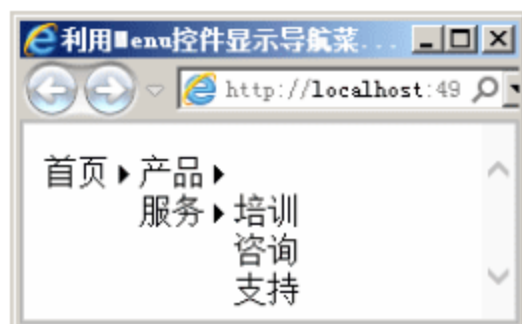 利用Menu控件显示导航菜...
http://localhost:49
首页 产品
服务 培训
咨询
支持